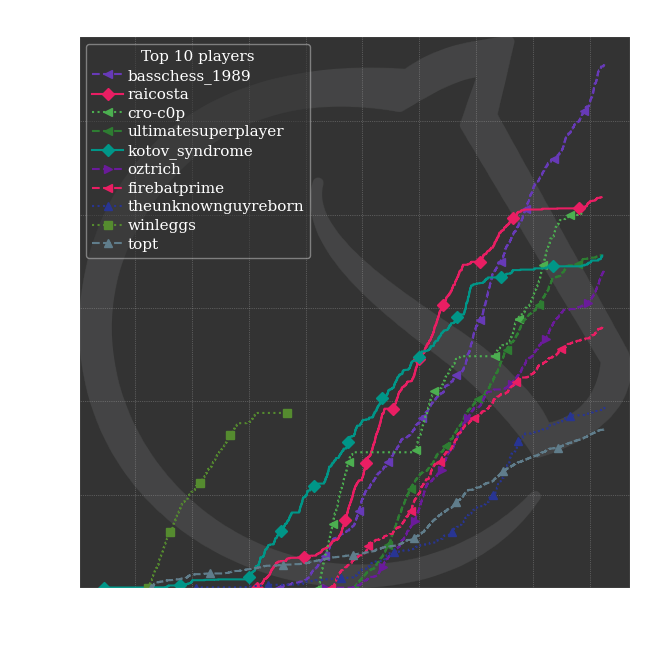 Top 10 players
basschess_1989
raicosta
cro-c0p
ultimatesuperplayer
kotov_syndrome
oztrich
firebatprime
theunknownguyreborn
winleggs
topt